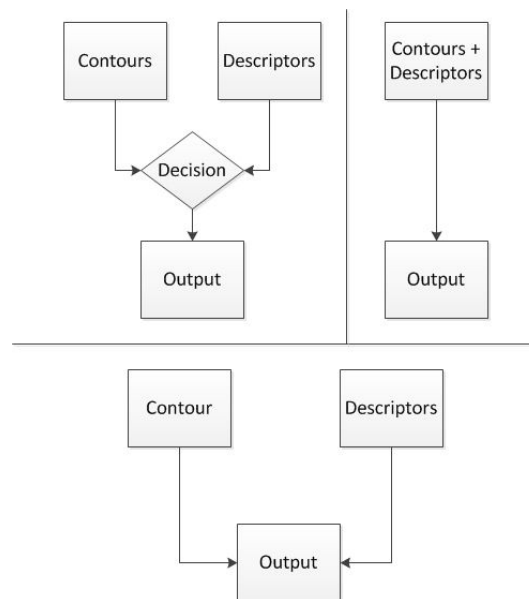 Contours
Descriptors
Decision
Output
Contours +
Descriptors
Output
Contour
Descriptors
Output